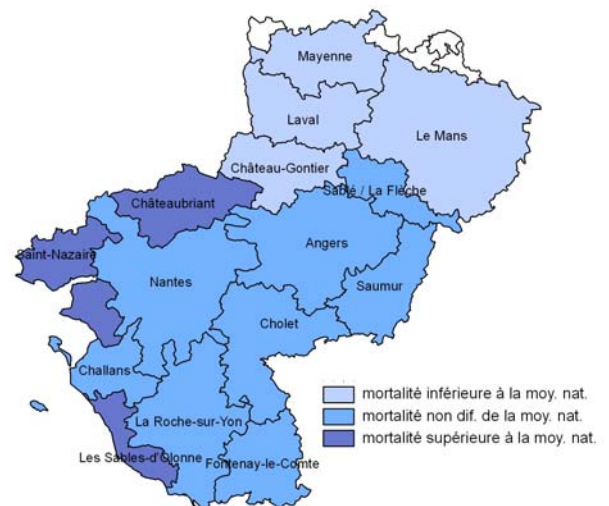 Mayenne
Laval
Le Mans
Château-Gontier
Sablé / La Flèche
Châteaubriant
Angers
Saint-Nazaire
Nantes
Saumur
Cholet
Challans
mortalité inférieure à la moy. nat.
mortalité non dif. de la moy. nat.
La Roche-sur-Yon
mortalité supérieure à la moy. nat.
Les Sables-d'Olonne
Fontenay-le-Comte